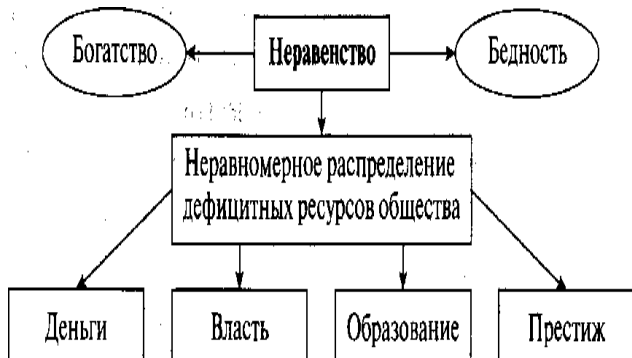 Богатство
Неравенство
Бедность
Неравномерное распределение
дефицитных ресурсов общества
Деньги
Власть
Образование
Престиж